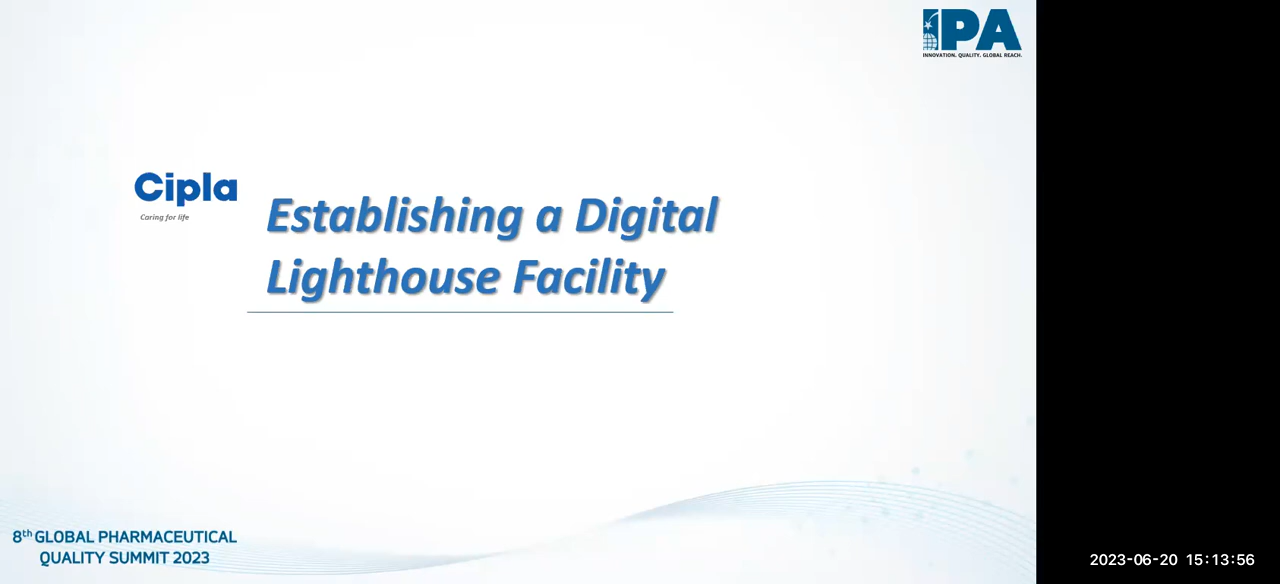 IPA
INNOVATION. QUALITY. GLOBAL REACH.
Cipla
Caring for life
Establishing a Digital
Lighthouse Facility
8th GLOBAL PHARMACEUTICAL
QUALITY SUMMIT 2023
2023-06-20 15:13:56